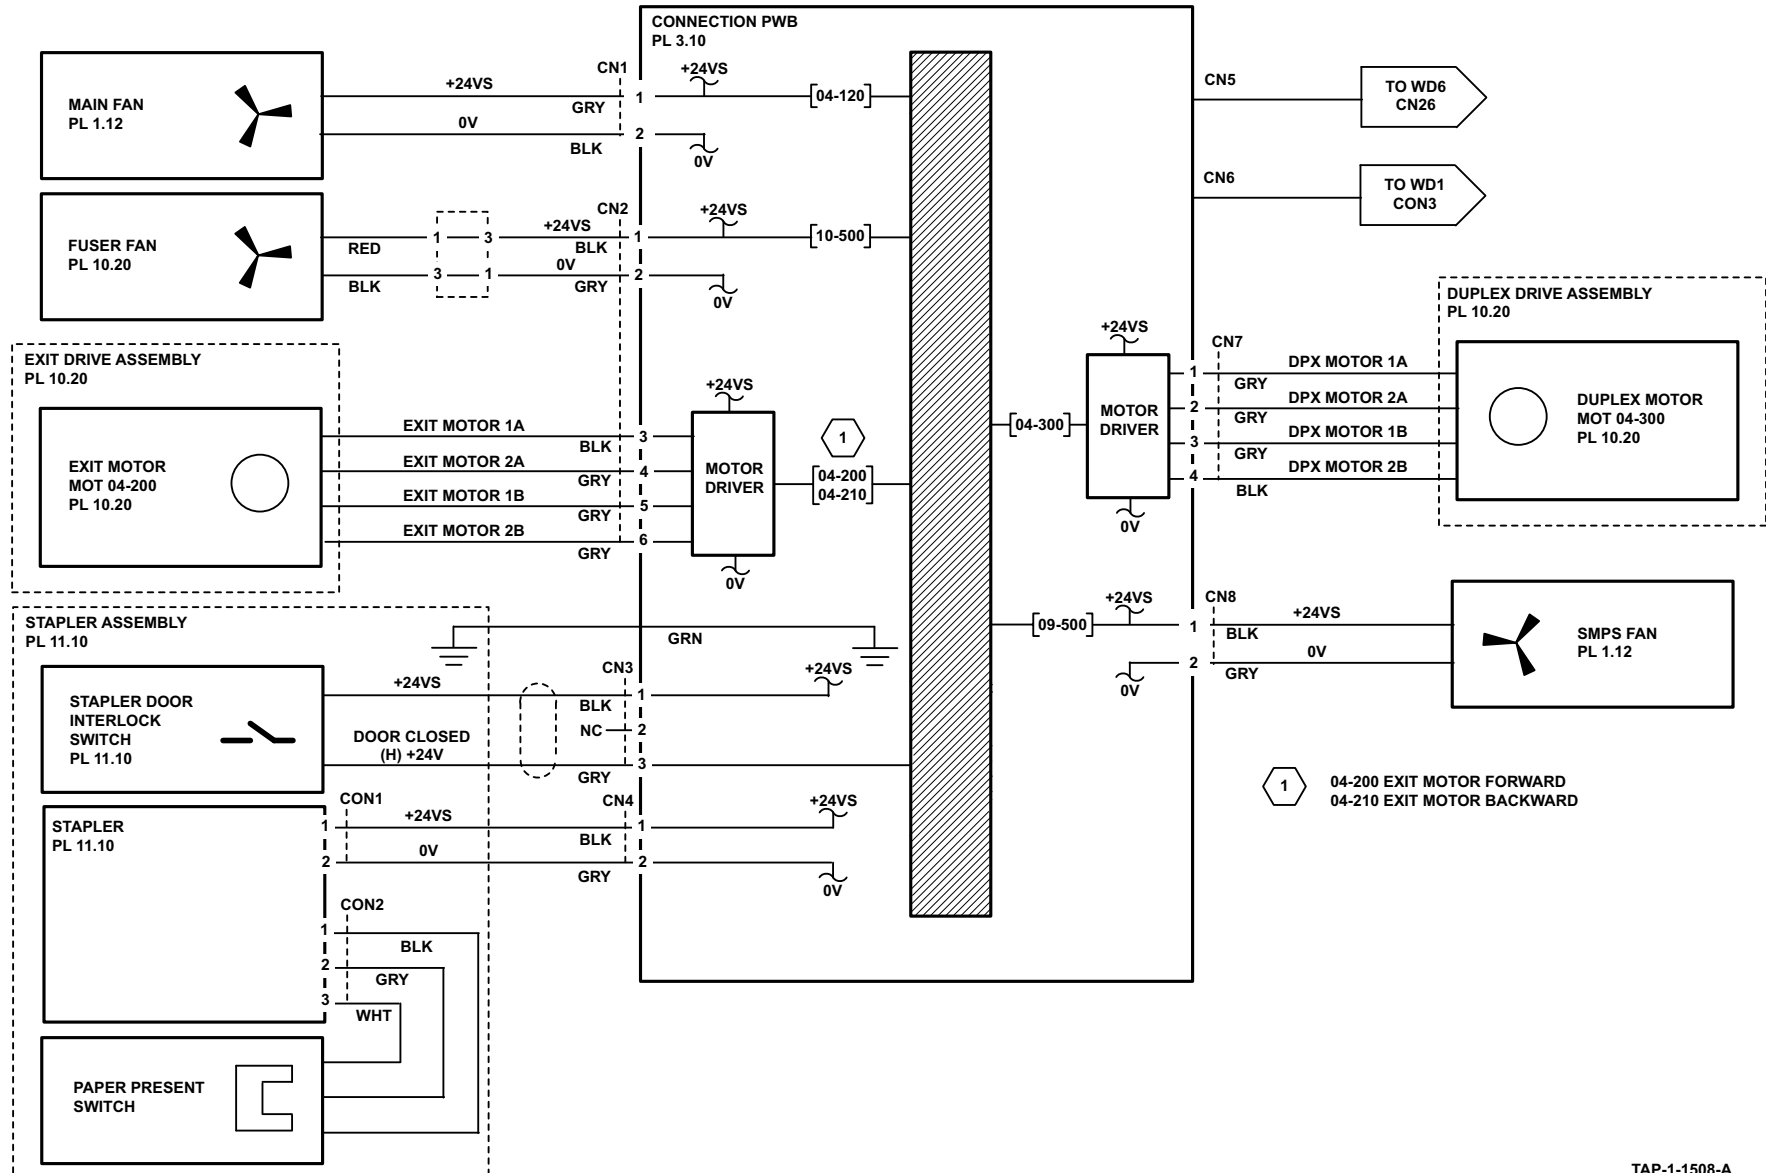 CONNECTION PWB
PL 3.10
MAIN FAN
PL 1.12
+24VS
GRY
0V
BLK
CN1
1
2
+24VS
0V
[04-120]
FUSER FAN
PL 10.20
RED
BLK
1
3
3
1
+24VS
BLK
0V
GRY
CN2
1
2
+24VS
0V
[10-500]
EXIT DRIVE ASSEMBLY
PL 10.20
EXIT MOTOR
MOT 04-200
PL 10.20
EXIT MOTOR 1A
BLK
3
EXIT MOTOR 2A
GRY
4
EXIT MOTOR 1B
GRY
5
EXIT MOTOR 2B
GRY
6
+24VS
MOTOR
DRIVER
0V
1
04-200
04-210
STAPLER ASSEMBLY
PL 11.10
GRN
STAPLER DOOR
INTERLOCK
SWITCH
PL 11.10
+24VS
DOOR CLOSED
(H) +24V
CN3
BLK
1
NC
2
GRY
3
+24VS
STAPLER
PL 11.10
CON1
1
2
+24VS
0V
CN4
BLK
1
GRY
2
+24VS
0V
CON2
1
BLK
2
GRY
3
WHT
PAPER PRESENT
SWITCH
CN5
TO WD6
CN26
CN6
TO WD1
CON3
[04-300]
+24VS
MOTOR
DRIVER
0V
CN7
1
GRY
DPX MOTOR 1A
2
GRY
DPX MOTOR 2A
3
GRY
DPX MOTOR 1B
4
BLK
DPX MOTOR 2B
DUPLEX DRIVE ASSEMBLY
PL 10.20
DUPLEX MOTOR
MOT 04-300
PL 10.20
[09-500]
+24VS
0V
CN8
1
BLK
+24VS
2
GRY
0V
SMPS FAN
PL 1.12
1
04-200 EXIT MOTOR FORWARD
04-210 EXIT MOTOR BACKWARD
TAP-1-1508-A